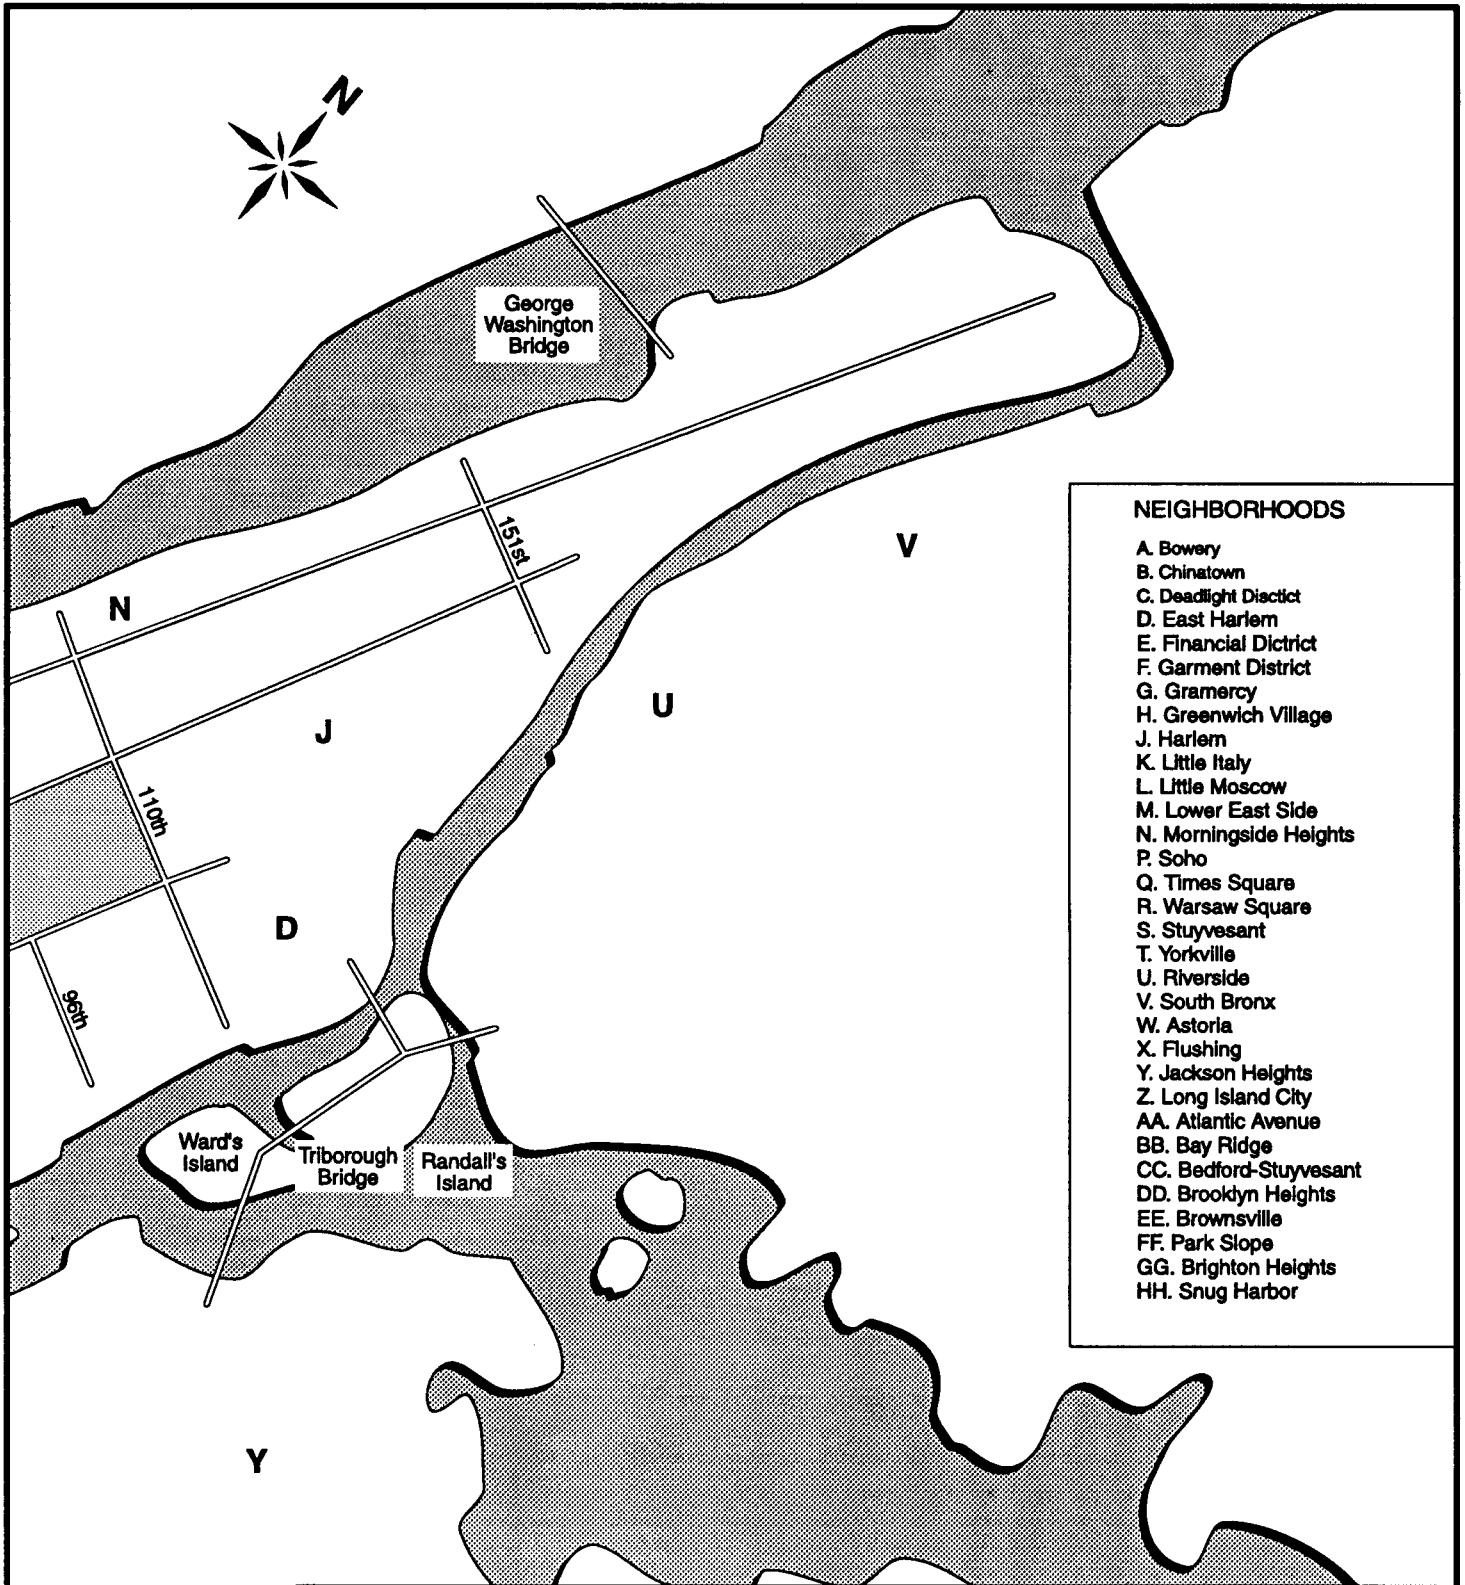 N
George
Washington
Bridge
151st
V
N
U
J
110th
D
96th
Ward's
Island
Triborough
Bridge
Randall's
Island
Y
NEIGHBORHOODS
A. Bowery
B. Chinatown
C. Deadlight Disctict
D. East Harlem
E. Financial Dictrict
F. Garment District
G. Gramercy
H. Greenwich Village
J. Harlem
K. Little Italy
L. Little Moscow
M. Lower East Side
N. Morningside Heights
P. Soho
Q. Times Square
R. Warsaw Square
S. Stuyvesant
T. Yorkville
U. Riverside
V. South Bronx
W. Astoria
X. Flushing
Y. Jackson Heights
Z. Long Island City
AA. Atlantic Avenue
BB. Bay Ridge
CC. Bedford-Stuyvesant
DD. Brooklyn Heights
EE. Brownsville
FF. Park Slope
GG. Brighton Heights
HH. Snug Harbor